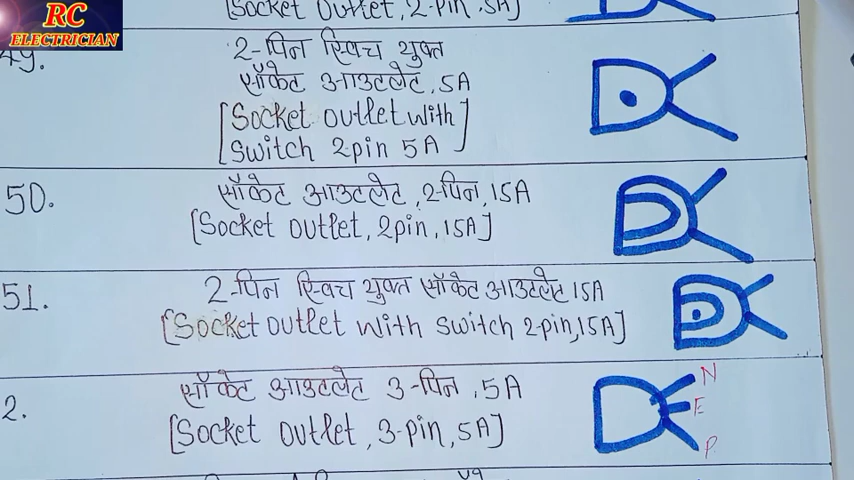 RC
ELECTRICIAN
[Socket outlet, 2-Pin, 5A]
49.
2-पिन स्विच युक्त
सॉकेट आउटलेट, 5A
[Socket outlet with
Switch 2-pin 5A]
50.
सॉकेट आउटलेट, 2-पिन, 15A
[Socket outlet, 2pin, 15A]
51.
2-पिन स्विच युक्त सॉकेट आउटलेट 15A
[Socket outlet with switch 2-pin, 15A]
2.
सॉकेट आउटलेट 3-पिन, 5A
[Socket outlet, 3-pin, 5A]
N
E
P